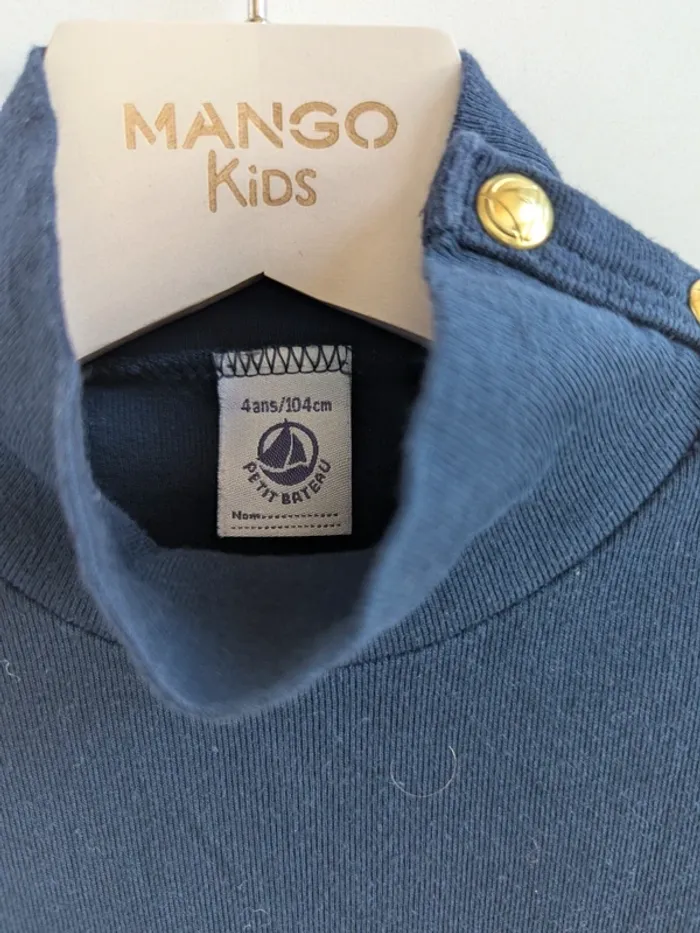 MANGO
KiDS
4ans/104cm
PETIT BATEAU
Nom